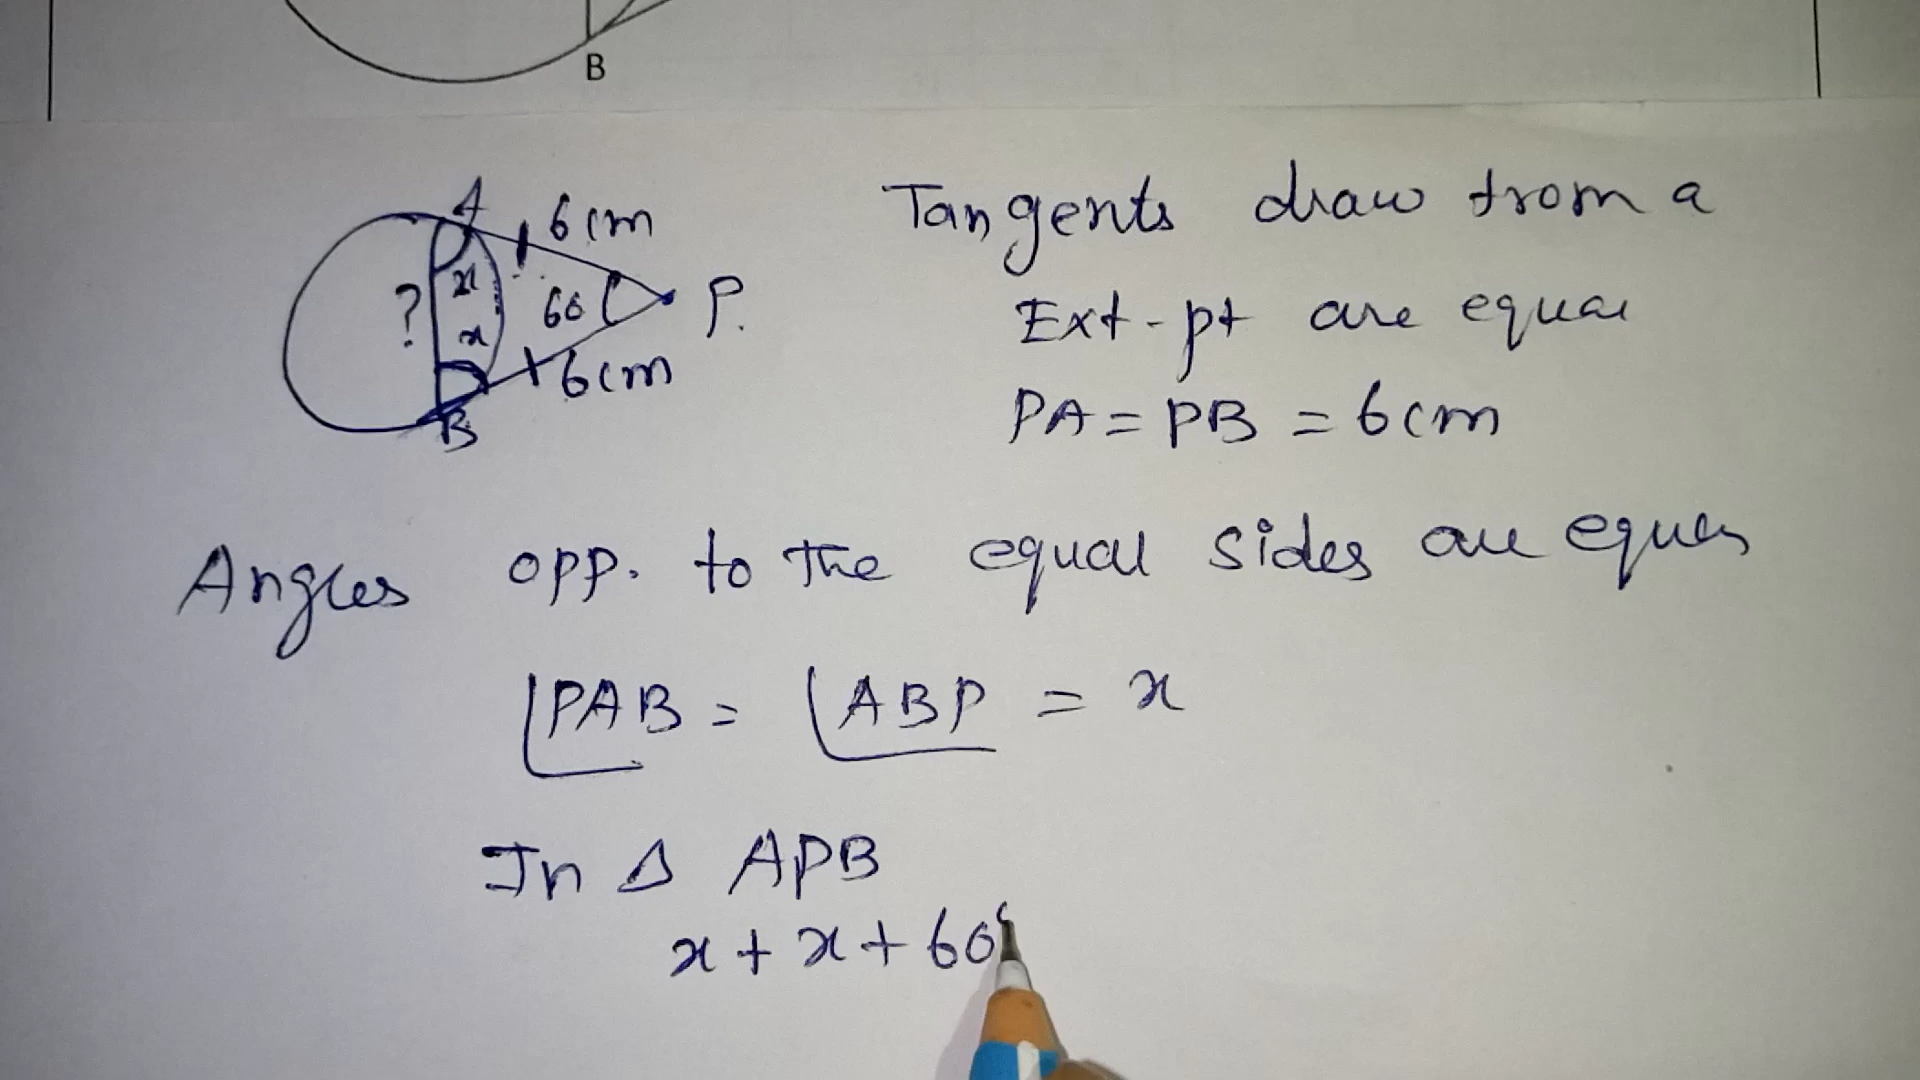 B
A
6cm
Tangents draw from a
?
x
60
P.
Ext-pt are equal
x
6cm
B
PA = PB = 6cm
Angles opp. to the equal sides are equal
∠PAB = ∠ABP = x
In Δ APB
x + x + 60°